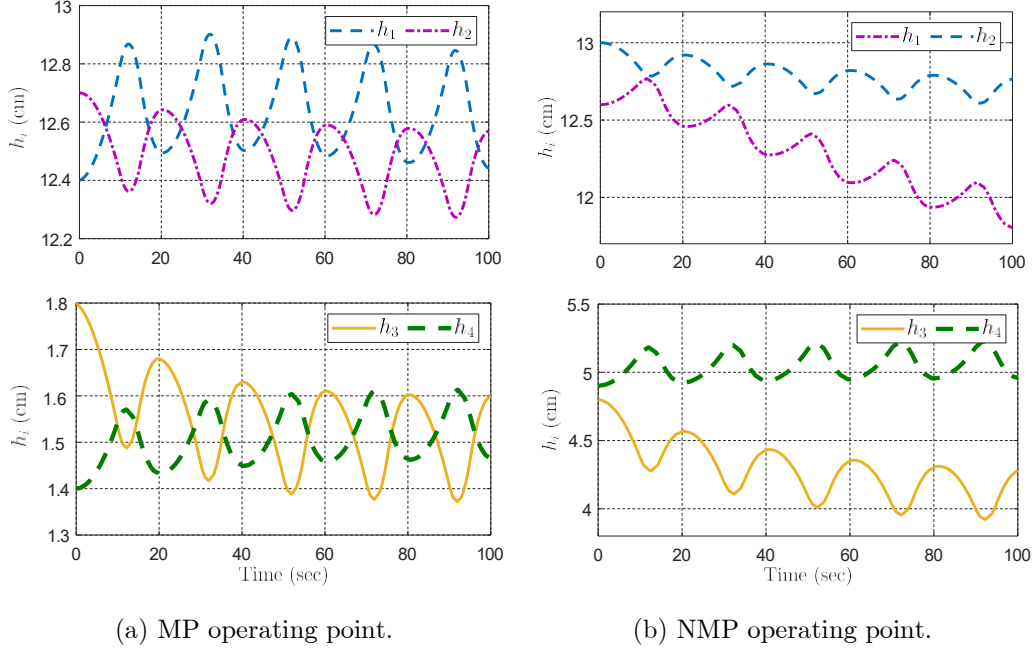 13
12.8
12.6
12.4
12.2
h_i (cm)
h_1 h_2
0 20 40 60 80 100
13
12.5
12
h_i (cm)
h_1 h_2
0 20 40 60 80 100
1.8
1.7
1.6
1.5
1.4
1.3
h_i (cm)
h_3 h_4
0 20 40 60 80 100
Time (sec)
5.5
5
4.5
4
h_i (cm)
h_3 h_4
0 20 40 60 80 100
Time (sec)
(a) MP operating point.
(b) NMP operating point.